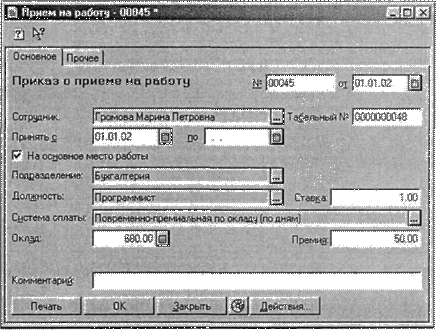 Прием на работу - 00045 *
Основное Прочее
Приказ о приеме на работу № 00045 от 01.01.02
Сотрудник: Громова Марина Петровна ... Табельный № 0000000048
Принять с 01.01.02 по . .
На основное место работы
Подразделение: Бухгалтерия ...
Должность: Программист ... Ставка: 1.00
Система оплаты: Повременно-премиальная по окладу (по дням) ...
Оклад: 600.00 Премия: 50.00
Комментарий:
Печать OK Закрыть Действия...